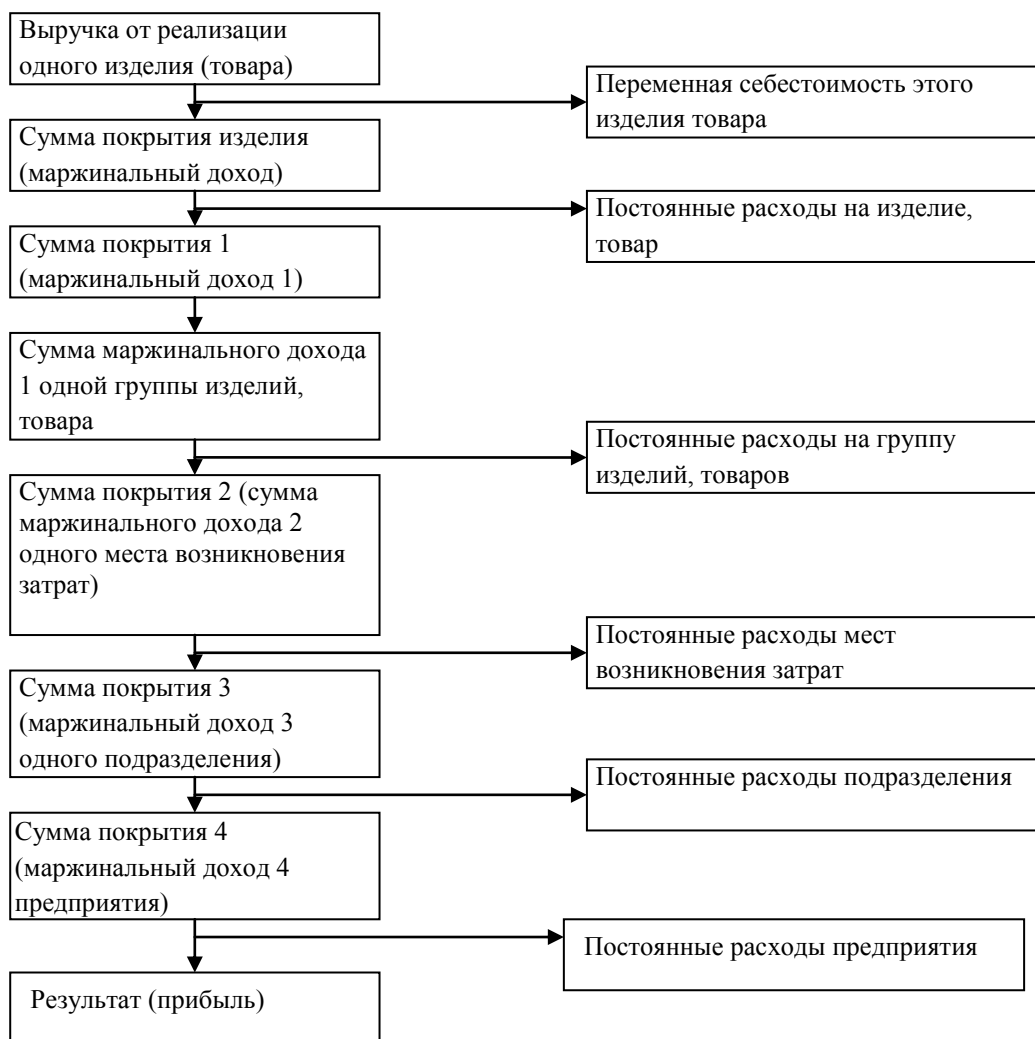 Выручка от реализации
одного изделия (товара)
Переменная себестоимость этого
изделия товара
Сумма покрытия изделия
(маржинальный доход)
Постоянные расходы на изделие,
товар
Сумма покрытия 1
(маржинальный доход 1)
Сумма маржинального дохода
1 одной группы изделий,
товара
Постоянные расходы на группу
изделий, товаров
Сумма покрытия 2 (сумма
маржинального дохода 2
одного места возникновения
затрат)
Постоянные расходы мест
возникновения затрат
Сумма покрытия 3
(маржинальный доход 3
одного подразделения)
Постоянные расходы подразделения
Сумма покрытия 4
(маржинальный доход 4
предприятия)
Постоянные расходы предприятия
Результат (прибыль)